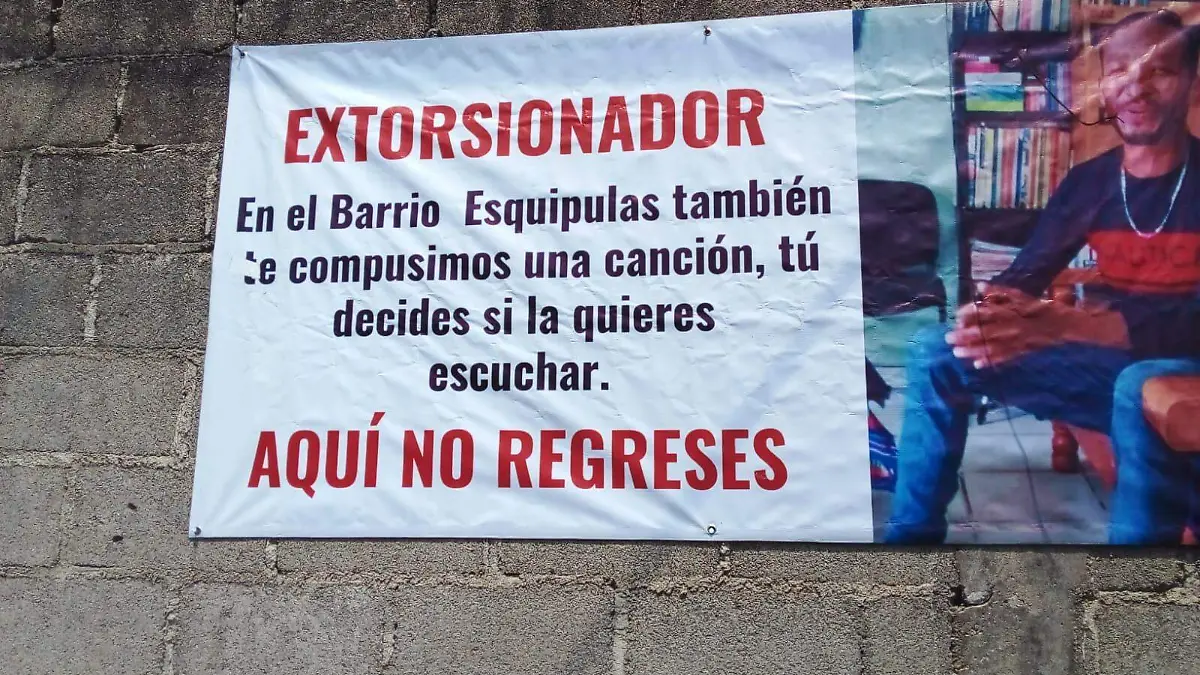 EXTORSIONADOR
En el Barrio Esquipulas también
te compusimos una canción, tú
decides si la quieres
escuchar.
AQUÍ NO REGRESES